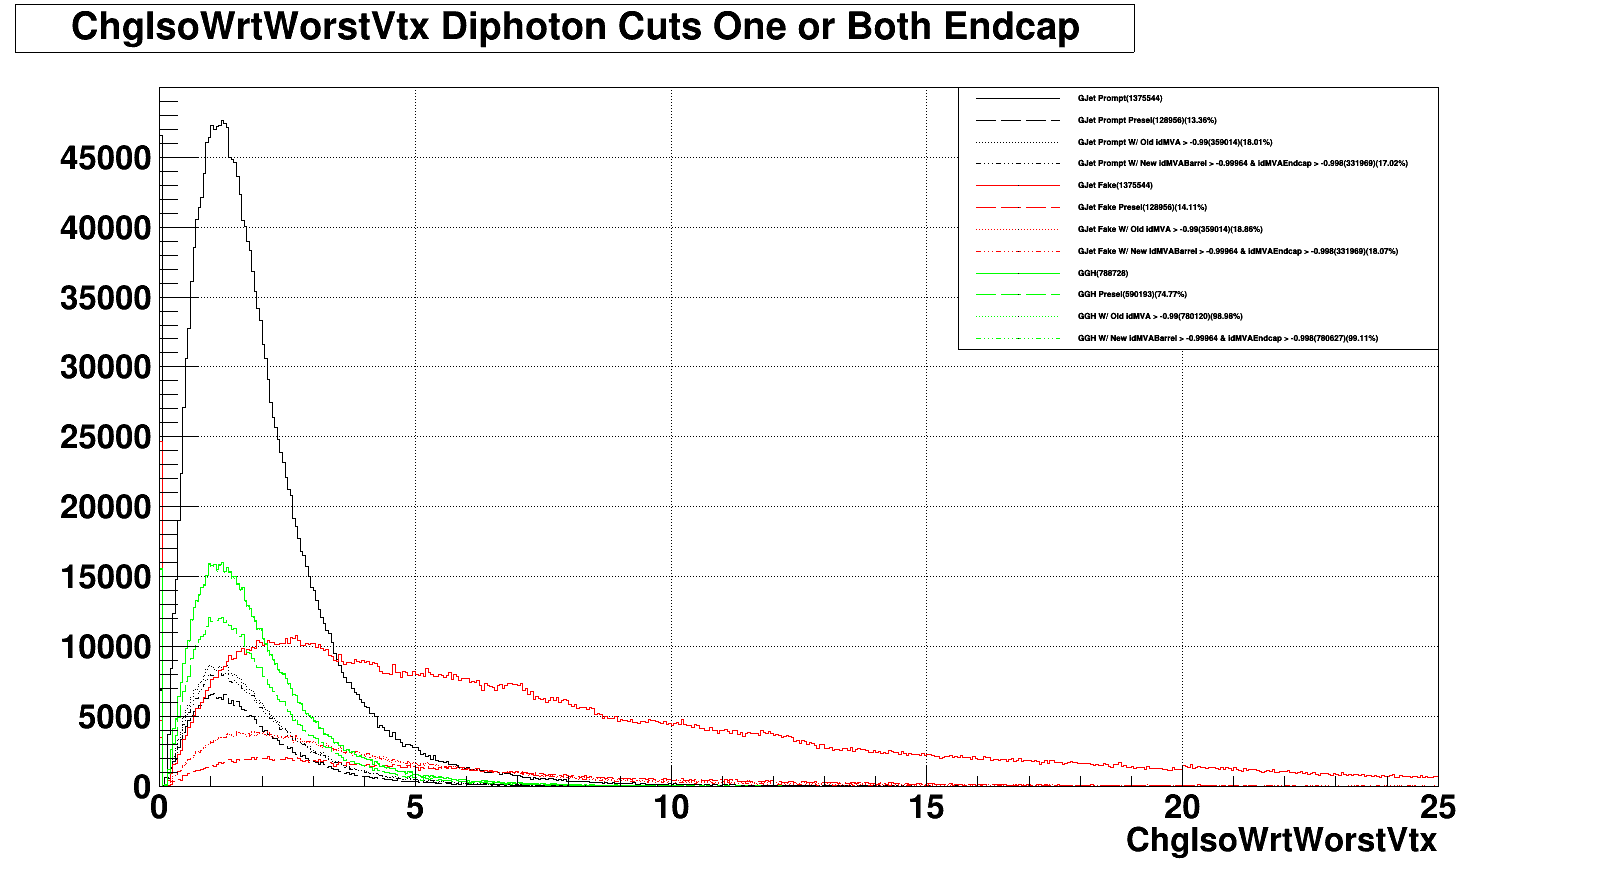 ChgIsoWrtWorstVtx Diphoton Cuts One or Both Endcap
GJet Prompt(1375544)
GJet Prompt Presel(128956)(13.36%)
GJet Prompt W/ Old idMVA > -0.99(359014)(18.01%)
GJet Prompt W/ New idMVABarrel > -0.99964 & idMVAEndcap > -0.998(331969)(17.02%)
GJet Fake(1375544)
GJet Fake Presel(128956)(14.11%)
GJet Fake W/ Old idMVA > -0.99(359014)(18.86%)
GJet Fake W/ New idMVABarrel > -0.99964 & idMVAEndcap > -0.998(331969)(18.07%)
GGH(788728)
GGH Presel(590193)(74.77%)
GGH W/ Old idMVA > -0.99(780120)(98.98%)
GGH W/ New idMVABarrel > -0.99964 & idMVAEndcap > -0.998(780627)(99.11%)
45000
40000
35000
30000
25000
20000
15000
10000
5000
0
0 5 10 15 20 25
ChgIsoWrtWorstVtx